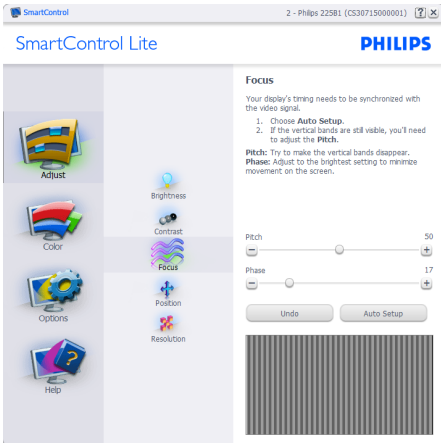 SmartControl
2 - Philips 225B1 (CS30715000001)
?
SmartControl Lite
PHILIPS
Adjust
Color
Options
Help
Brightness
Contrast
Focus
Position
Resolution
Focus
Your display's timing needs to be synchronized with
the video signal.
1. Choose Auto Setup.
2. If the vertical bands are still visible, you'll need
to adjust the Pitch.
Pitch: Try to make the vertical bands disappear.
Phase: Adjust to the brightest setting to minimize
movement on the screen.
Pitch 50
Phase 17
Undo
Auto Setup